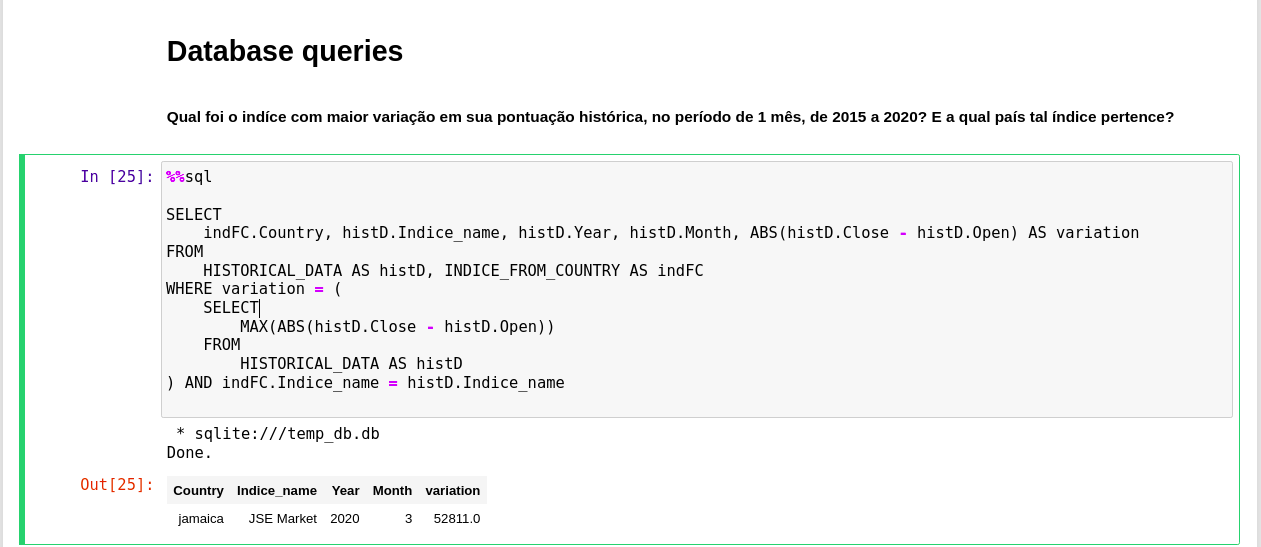 Database queries
Qual foi o indíce com maior variação em sua pontuação histórica, no período de 1 mês, de 2015 a 2020? E a qual país tal índice pertence?
In [25]: %%sql
SELECT
    indFC.Country, histD.Indice_name, histD.Year, histD.Month, ABS(histD.Close - histD.Open) AS variation
FROM
    HISTORICAL_DATA AS histD, INDICE_FROM_COUNTRY AS indFC
WHERE variation = (
    SELECT
        MAX(ABS(histD.Close - histD.Open))
    FROM
        HISTORICAL_DATA AS histD
) AND indFC.Indice_name = histD.Indice_name
* sqlite:///temp_db.db
Done.
Out[25]: Country Indice_name Year Month variation
jamaica JSE Market 2020 3 52811.0